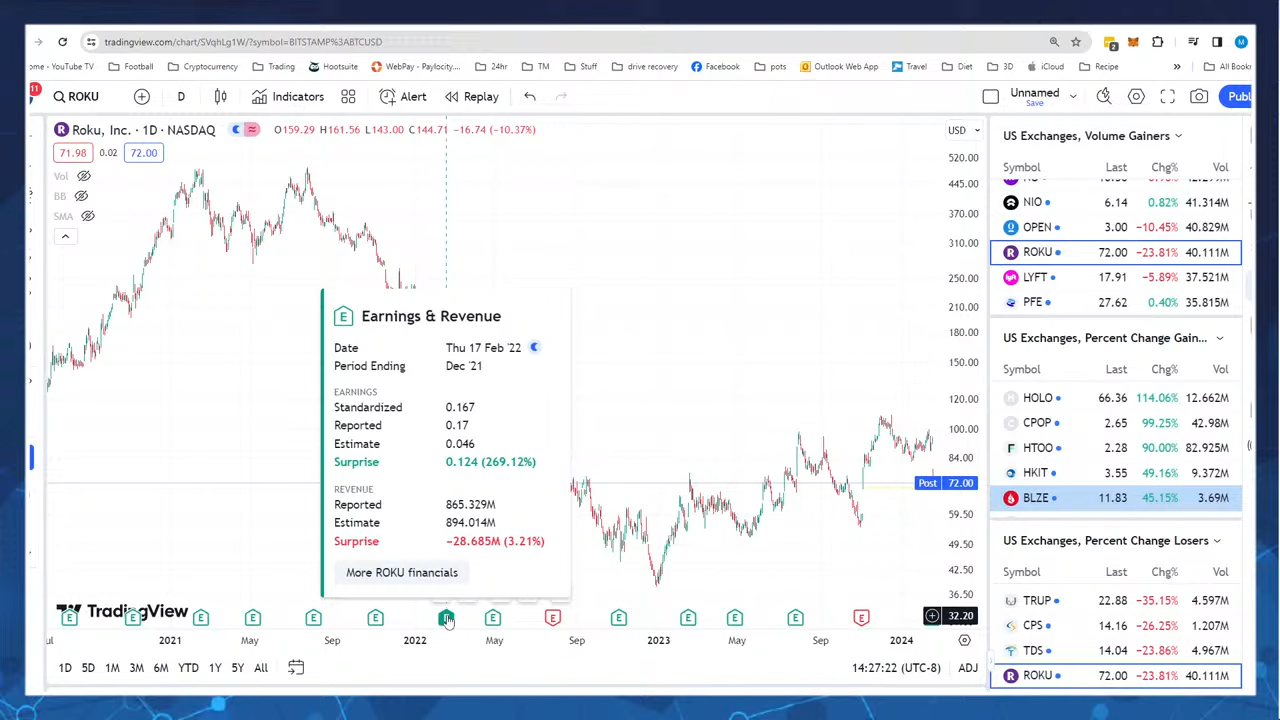 tradingview.com/chart/SVqhLg1W/?symbol=BITSTAMP%3ABTCUSD
2
M
ome - YouTube TV Football Cryptocurrency Trading Hootsuite WebPay - Paylocity... 24hr TM Stuff drive recovery Facebook pots Outlook Web App Travel Diet 3D iCloud Recipe » All Book
11
ROKU D Indicators Alert Replay Unnamed Save Publ
Roku, Inc. · 1D · NASDAQ O159.29 H161.56 L143.00 C144.71 −16.74 (−10.37%) USD
71.98 0.02 72.00
Vol
BB
SMA
520.00
445.00
370.00
310.00
250.00
210.00
180.00
150.00
120.00
100.00
84.00
Post 72.00
59.50
49.50
42.50
36.50
32.20
E Earnings & Revenue
Date Thu 17 Feb '22
Period Ending Dec '21
EARNINGS
Standardized 0.167
Reported 0.17
Estimate 0.046
Surprise 0.124 (269.12%)
REVENUE
Reported 865.329M
Estimate 894.014M
Surprise −28.685M (3.21%)
More ROKU financials
TradingView
E E E E E E E E E E E E E E
ul 2021 May Sep 2022 May Sep 2023 May Sep 2024
1D 5D 1M 3M 6M YTD 1Y 5Y All 14:27:22 (UTC-8) ADJ
US Exchanges, Volume Gainers
Symbol Last Chg% Vol
NIO 6.14 0.82% 41.314M
OPEN 3.00 −10.45% 40.829M
ROKU 72.00 −23.81% 40.111M
LYFT 17.91 −5.89% 37.521M
PFE 27.62 0.40% 35.815M
US Exchanges, Percent Change Gain...
Symbol Last Chg% Vol
HOLO 66.36 114.06% 12.662M
CPOP 2.65 99.25% 42.98M
HTOO 2.28 90.00% 82.925M
HKIT 3.55 49.16% 9.372M
BLZE 11.83 45.15% 3.69M
US Exchanges, Percent Change Losers
Symbol Last Chg% Vol
TRUP 22.88 −35.15% 4.597M
CPS 14.16 −26.25% 1.207M
TDS 14.04 −23.86% 4.967M
ROKU 72.00 −23.81% 40.111M